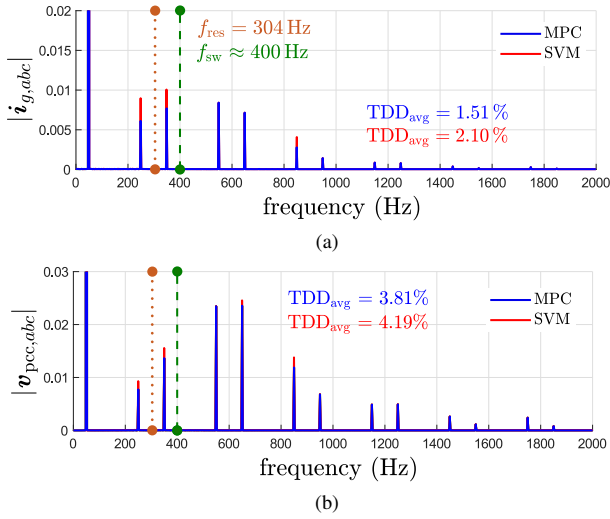 0.02
f_res = 304 Hz
f_sw ≈ 400 Hz
MPC
SVM
0.015
0.01
0.005
0
TDD_avg = 1.51 %
TDD_avg = 2.10 %
|i_g,abc|
0 200 400 600 800 1000 1200 1400 1600 1800 2000
frequency (Hz)
(a)
0.03
TDD_avg = 3.81%
TDD_avg = 4.19%
MPC
SVM
0.02
0.01
0
|v_pcc,abc|
0 200 400 600 800 1000 1200 1400 1600 1800 2000
frequency (Hz)
(b)